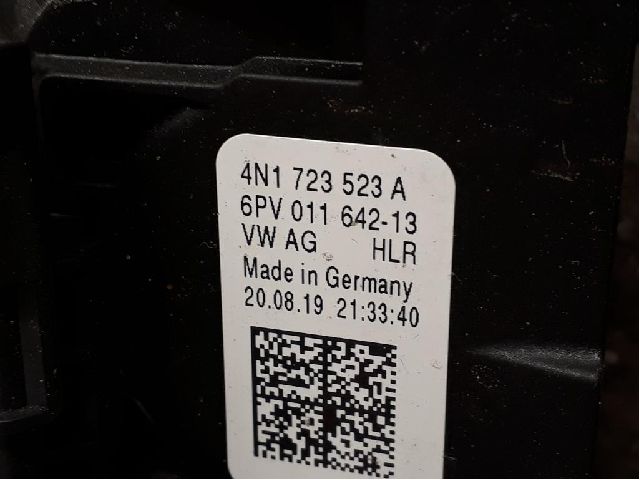 4N1 723 523 A
6PV 011 642-13
VW AG HLR
Made in Germany
20.08.19 21:33:40